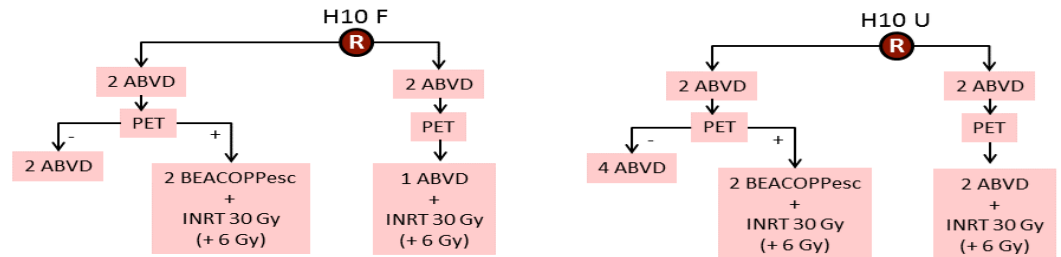 H10 F
R
2 ABVD
2 ABVD
PET
PET
-
+
2 ABVD
2 BEACOPPesc
+
INRT 30 Gy
(+ 6 Gy)
1 ABVD
+
INRT 30 Gy
(+ 6 Gy)
H10 U
R
2 ABVD
2 ABVD
PET
PET
-
+
4 ABVD
2 BEACOPPesc
+
INRT 30 Gy
(+ 6 Gy)
2 ABVD
+
INRT 30 Gy
(+ 6 Gy)